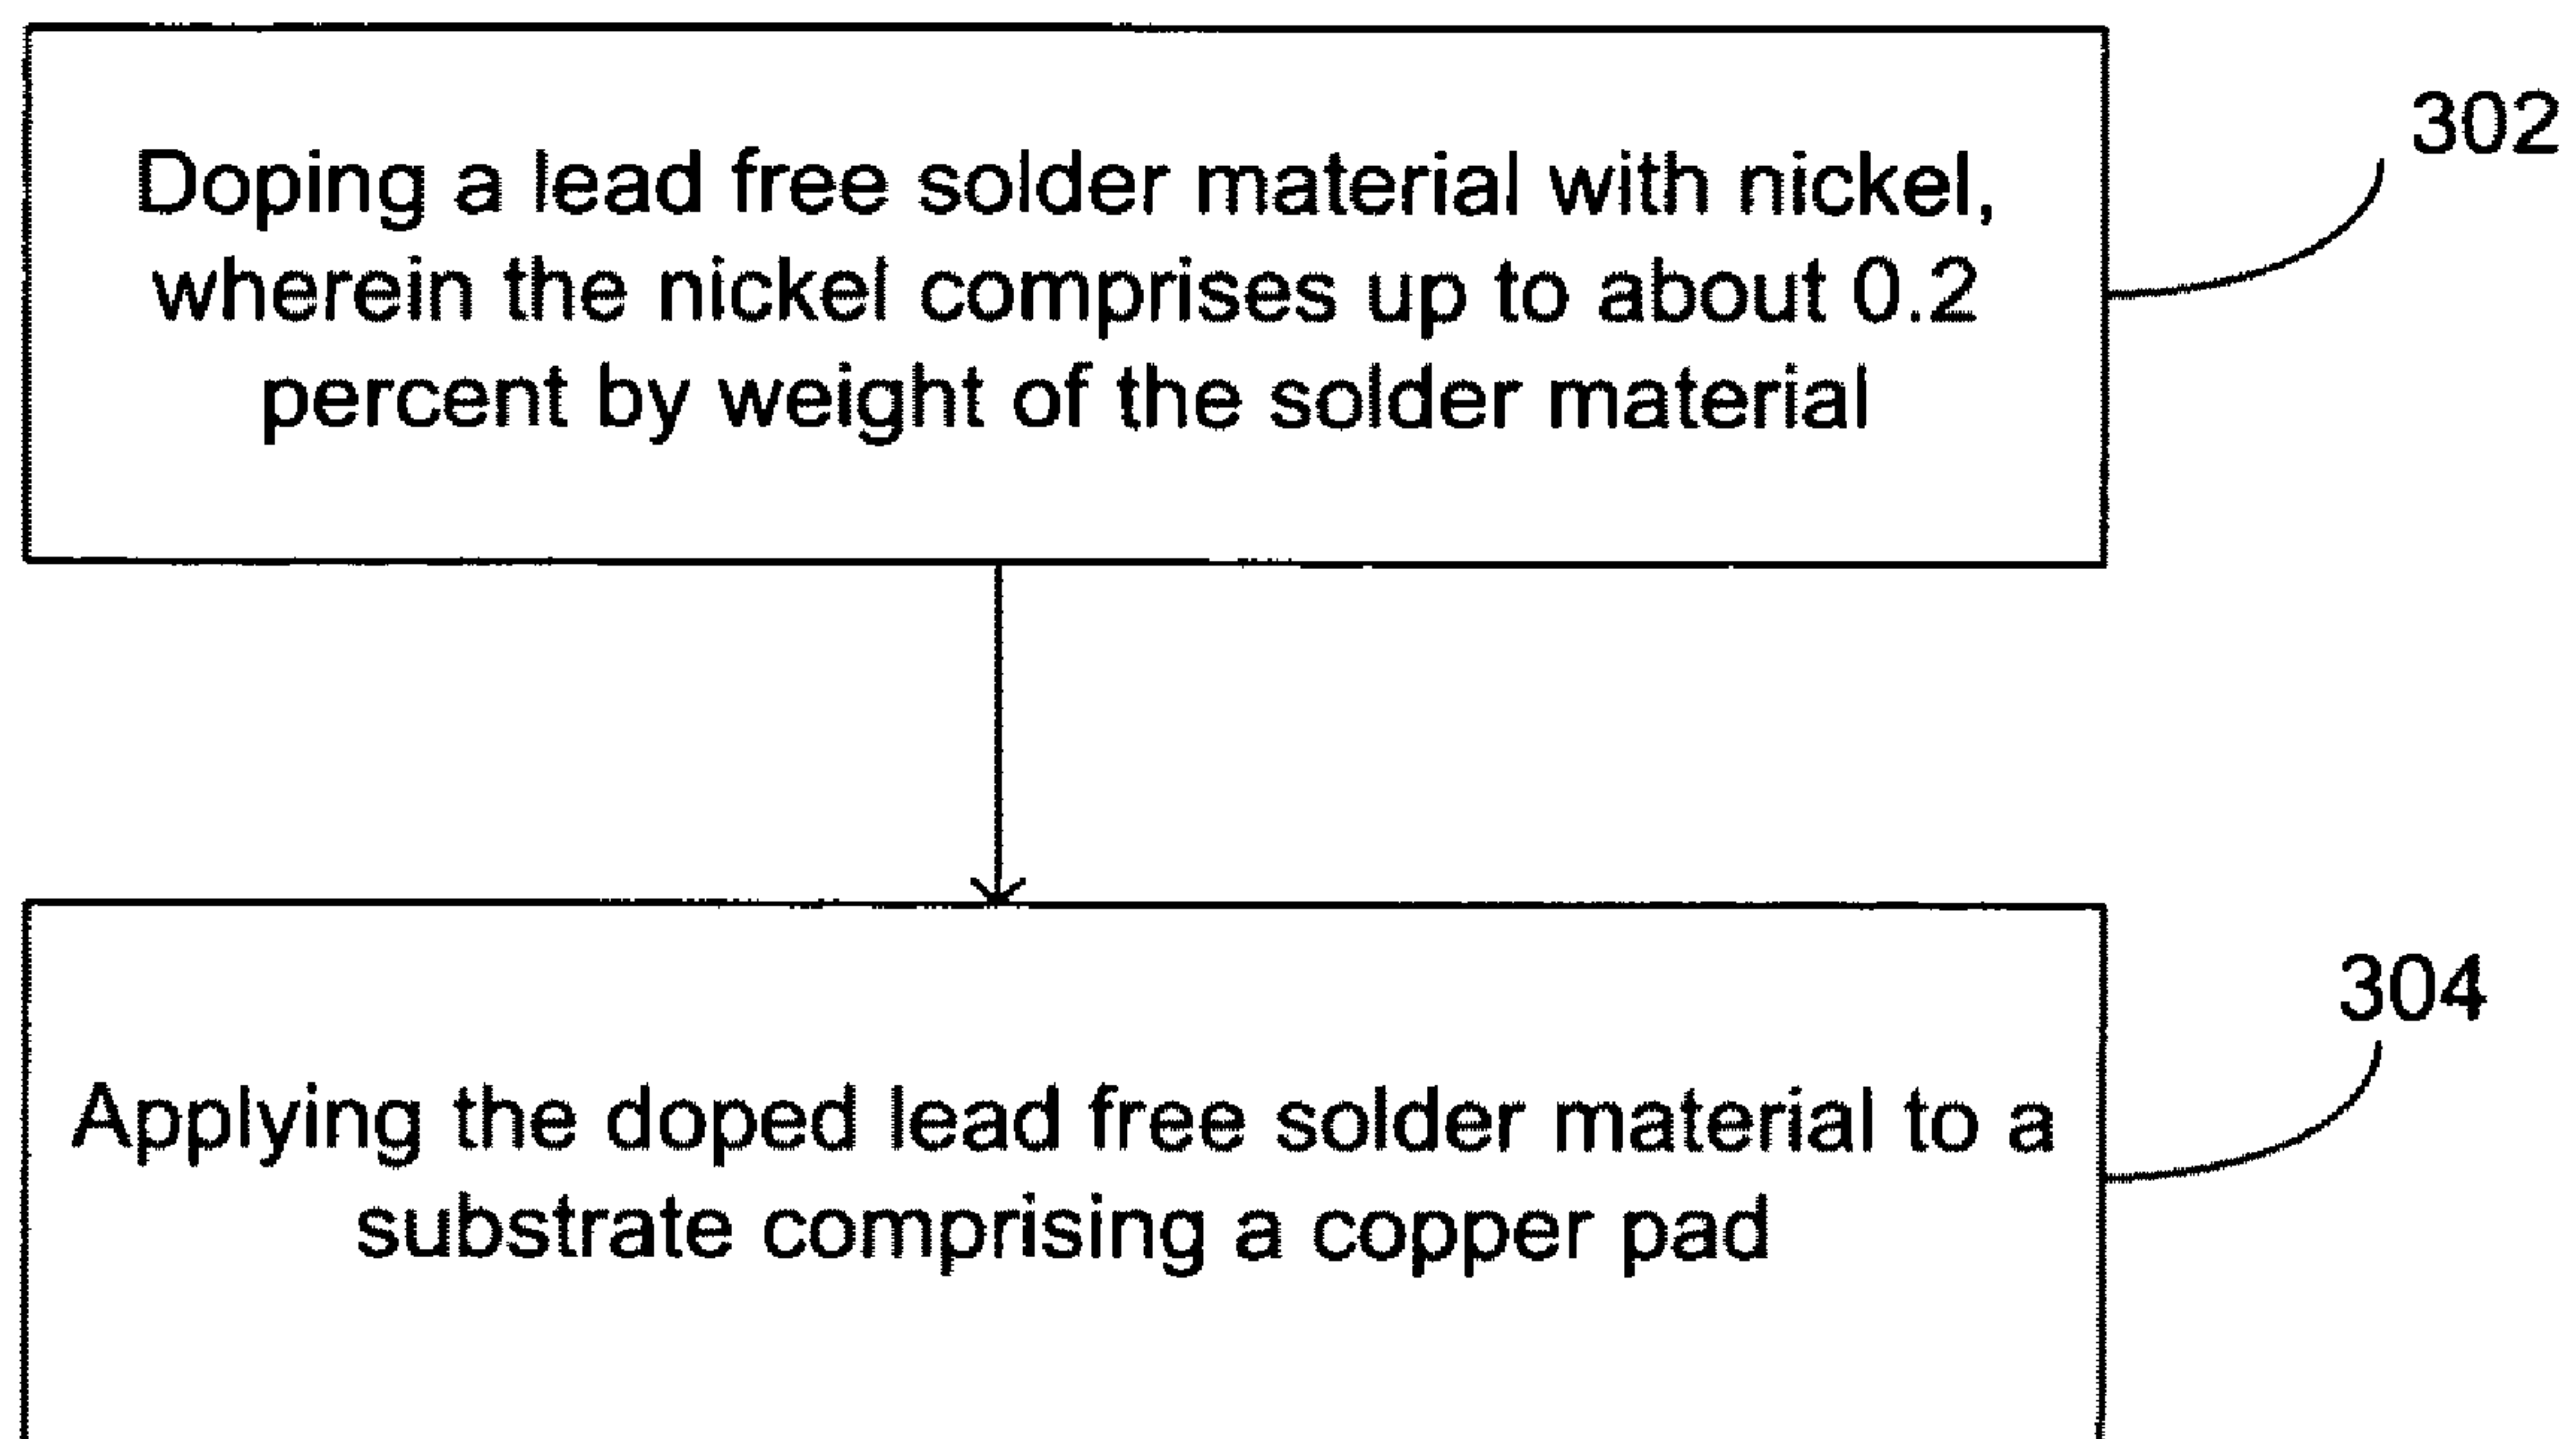 302
Doping a lead free solder material with nickel,
wherein the nickel comprises up to about 0.2
percent by weight of the solder material
304
Applying the doped lead free solder material to a
substrate comprising a copper pad